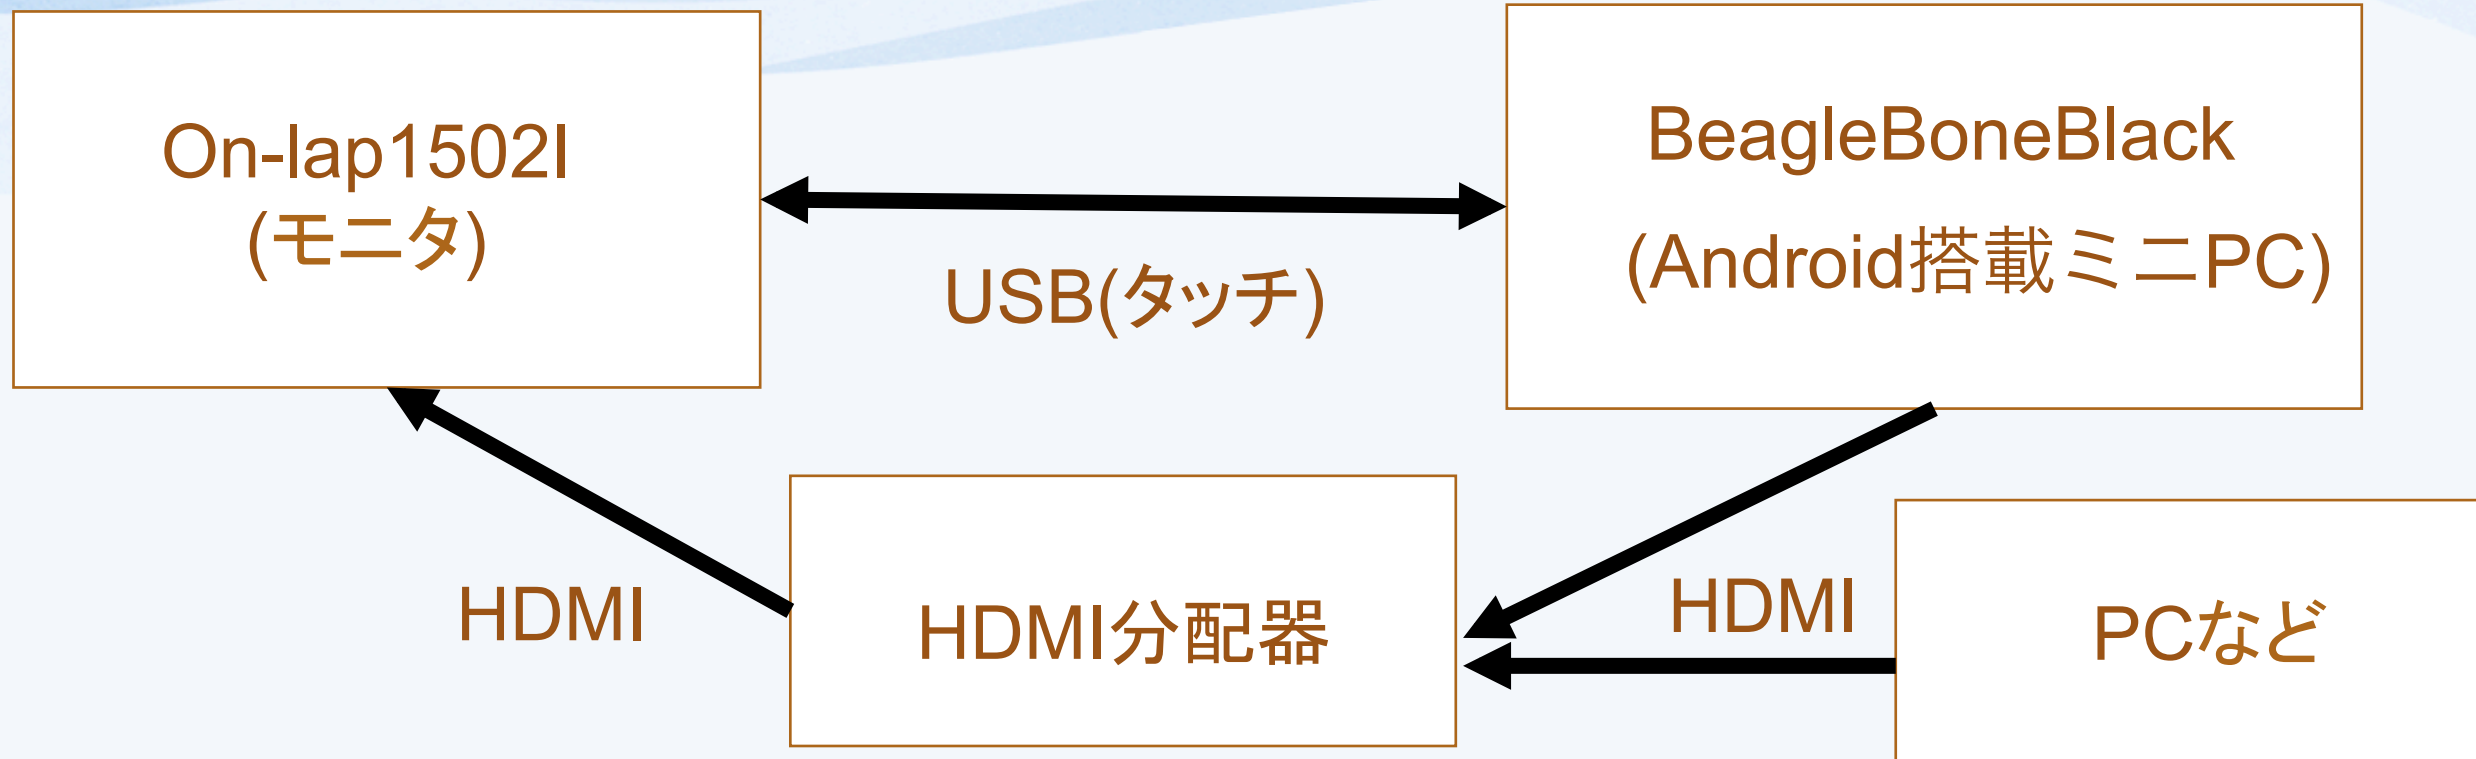 On-lap1502I
(モニタ)
BeagleBoneBlack
(Android搭載ミニPC)
USB(タッチ)
HDMI
HDMI分配器
HDMI
PCなど